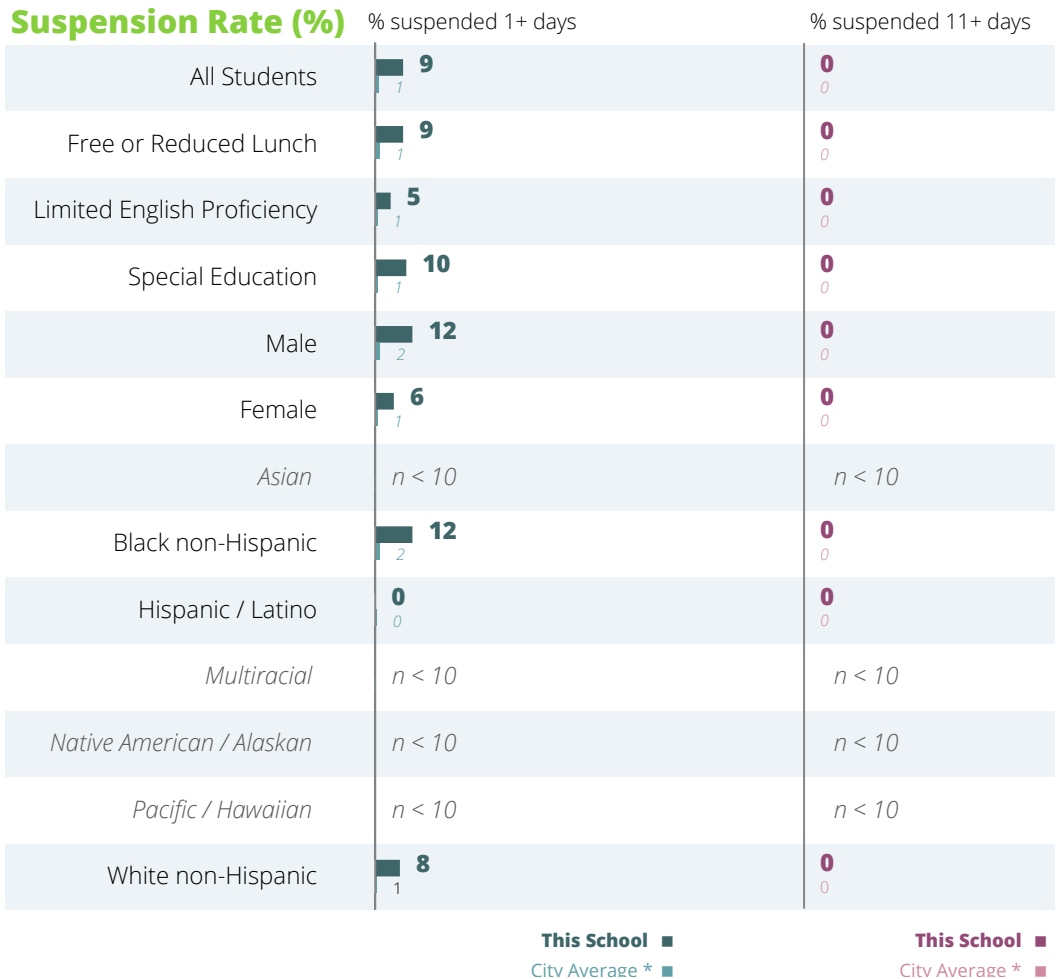 Suspension Rate (%) % suspended 1+ days % suspended 11+ days
All Students 9 0
1 0
Free or Reduced Lunch 9 0
1 0
Limited English Proficiency 5 0
1 0
Special Education 10 0
1 0
Male 12 0
2 0
Female 6 0
1 0
Asian n < 10 n < 10
Black non-Hispanic 12 0
2 0
Hispanic / Latino 0 0
0 0
Multiracial n < 10 n < 10
Native American / Alaskan n < 10 n < 10
Pacific / Hawaiian n < 10 n < 10
White non-Hispanic 8 0
1 0
This School This School
City Average * City Average *